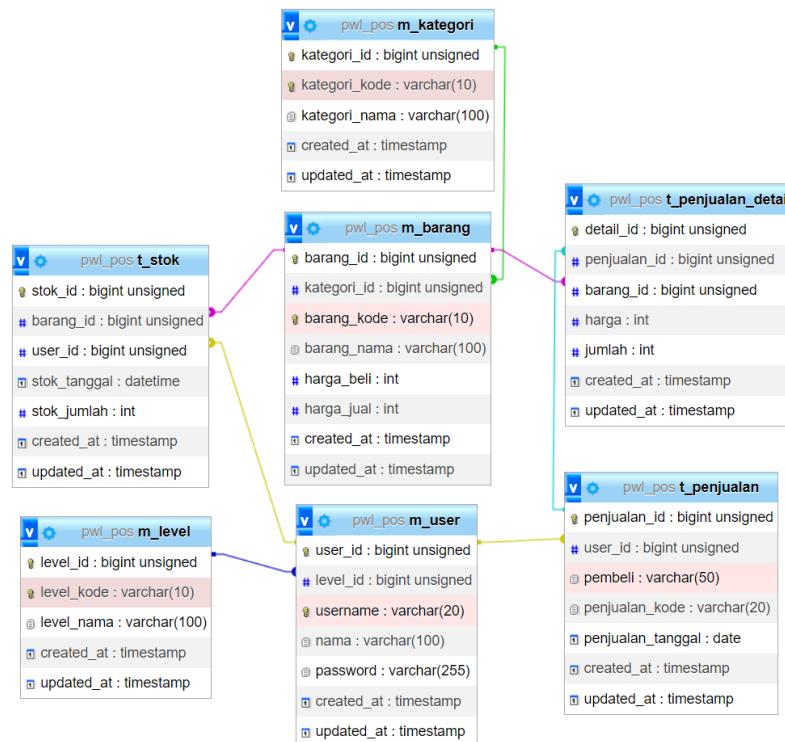 pwl_pos m_kategori
kategori_id : bigint unsigned
kategori_kode : varchar(10)
kategori_nama : varchar(100)
created_at : timestamp
updated_at : timestamp
pwl_pos t_penjualan_detai
detail_id : bigint unsigned
penjualan_id : bigint unsigned
barang_id : bigint unsigned
harga : int
jumlah : int
created_at : timestamp
updated_at : timestamp
pwl_pos m_barang
barang_id : bigint unsigned
kategori_id : bigint unsigned
barang_kode : varchar(10)
barang_nama : varchar(100)
harga_beli : int
harga_jual : int
created_at : timestamp
updated_at : timestamp
pwl_pos t_stok
stok_id : bigint unsigned
barang_id : bigint unsigned
user_id : bigint unsigned
stok_tanggal : datetime
stok_jumlah : int
created_at : timestamp
updated_at : timestamp
pwl_pos t_penjualan
penjualan_id : bigint unsigned
user_id : bigint unsigned
pembeli : varchar(50)
penjualan_kode : varchar(20)
penjualan_tanggal : date
created_at : timestamp
updated_at : timestamp
pwl_pos m_user
user_id : bigint unsigned
level_id : bigint unsigned
username : varchar(20)
nama : varchar(100)
password : varchar(255)
created_at : timestamp
updated_at : timestamp
pwl_pos m_level
level_id : bigint unsigned
level_kode : varchar(10)
level_nama : varchar(100)
created_at : timestamp
updated_at : timestamp